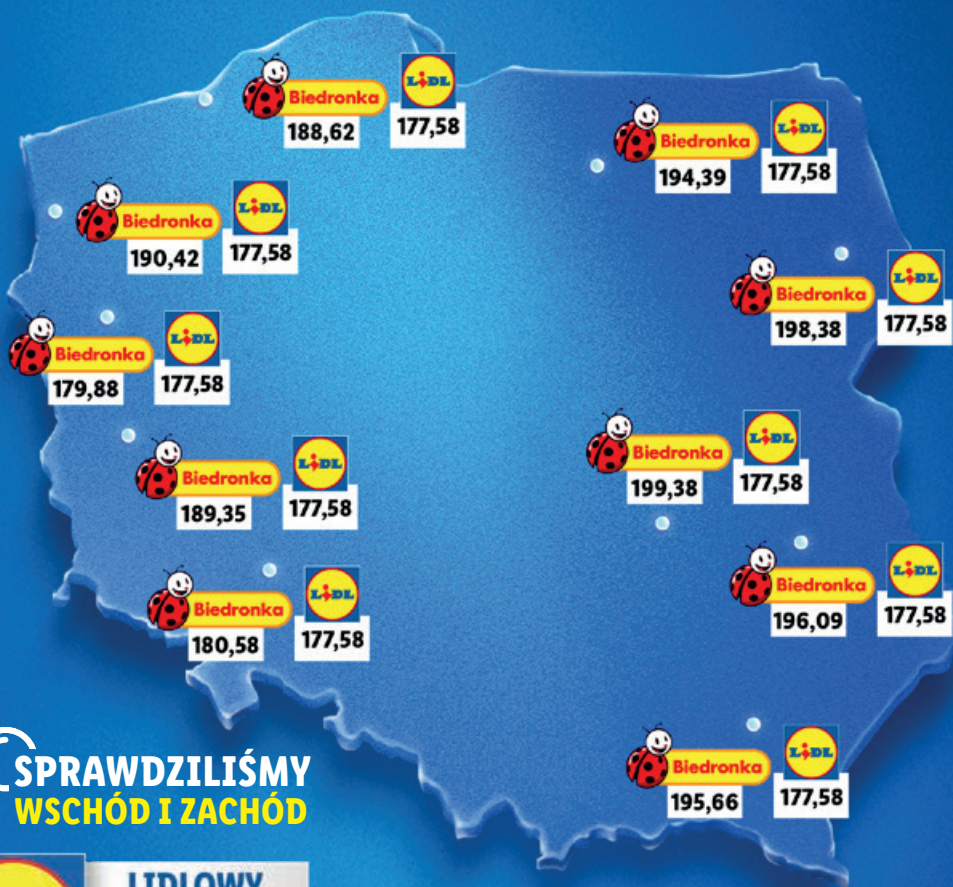 Biedronka
188,62
LIDL
177,58
Biedronka
194,39
LIDL
177,58
Biedronka
190,42
LIDL
177,58
Biedronka
198,38
LIDL
177,58
Biedronka
179,88
LIDL
177,58
Biedronka
189,35
LIDL
177,58
Biedronka
199,38
LIDL
177,58
Biedronka
180,58
LIDL
177,58
Biedronka
196,09
LIDL
177,58
Biedronka
195,66
LIDL
177,58
SPRAWDZILIŚMY
WSCHÓD I ZACHÓD
LIDLOWY